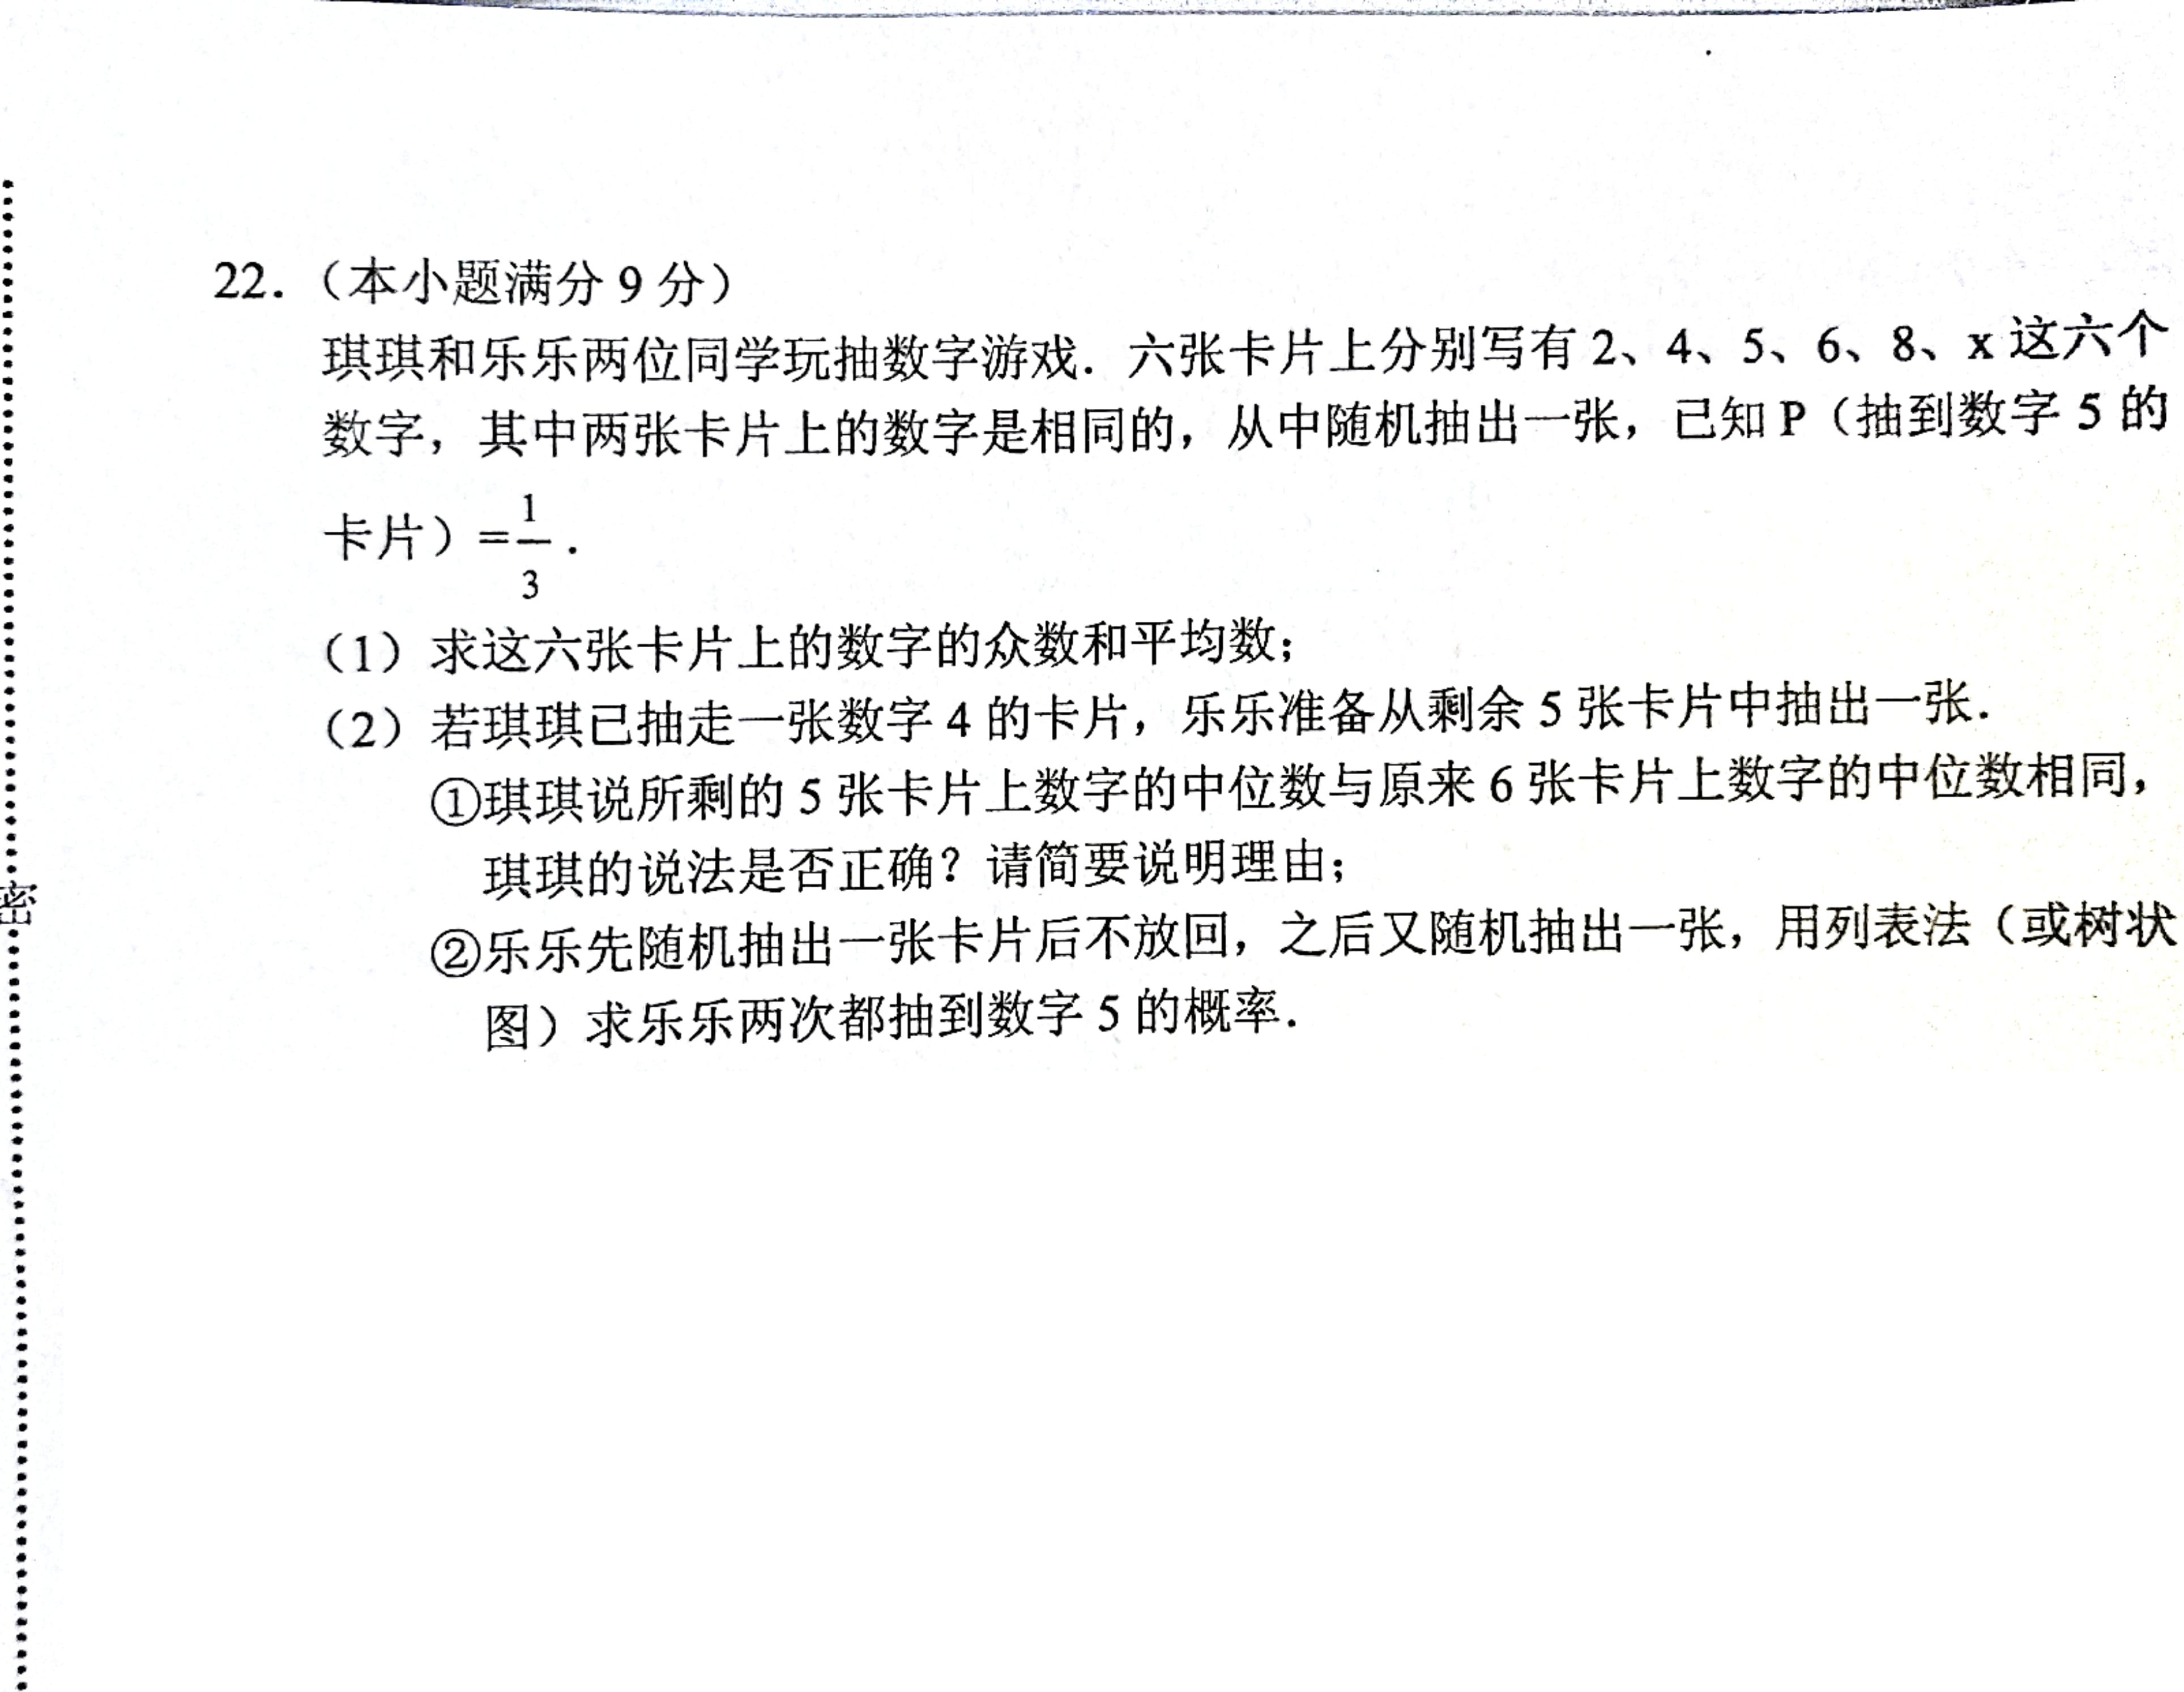 22.（本小题满分 9 分）
琪琪和乐乐两位同学玩抽数字游戏．六张卡片上分别写有 2、4、5、6、8、x 这六个
数字，其中两张卡片上的数字是相同的，从中随机抽出一张，已知 P（抽到数字 5 的
卡片）=1/3．
（1）求这六张卡片上的数字的众数和平均数；
（2）若琪琪已抽走一张数字 4 的卡片，乐乐准备从剩余 5 张卡片中抽出一张．
①琪琪说所剩的 5 张卡片上数字的中位数与原来 6 张卡片上数字的中位数相同，
琪琪的说法是否正确？请简要说明理由；
②乐乐先随机抽出一张卡片后不放回，之后又随机抽出一张，用列表法（或树状
图）求乐乐两次都抽到数字 5 的概率．
密